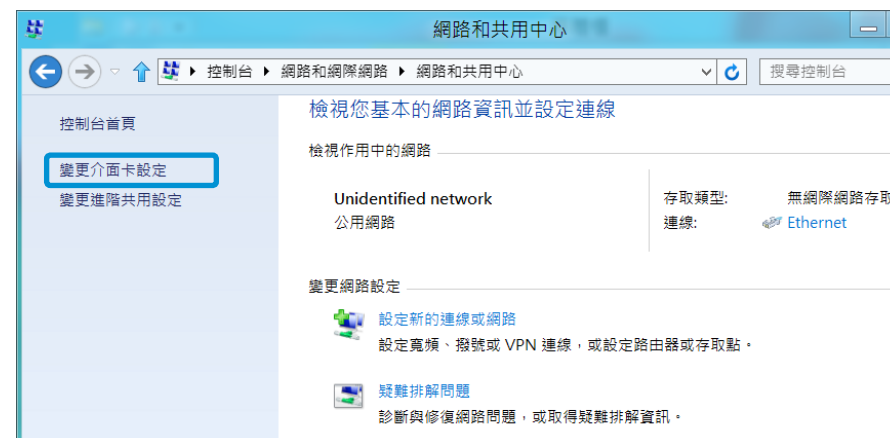 網路和共用中心
控制台 網路和網際網路 網路和共用中心
搜尋控制台
控制台首頁
變更介面卡設定
變更進階共用設定
檢視您基本的網路資訊並設定連線
檢視作用中的網路
Unidentified network
公用網路
存取類型: 無網際網路存取
連線: Ethernet
變更網路設定
設定新的連線或網路
設定寬頻、撥號或 VPN 連線，或設定路由器或存取點。
疑難排解問題
診斷與修復網路問題，或取得疑難排解資訊。